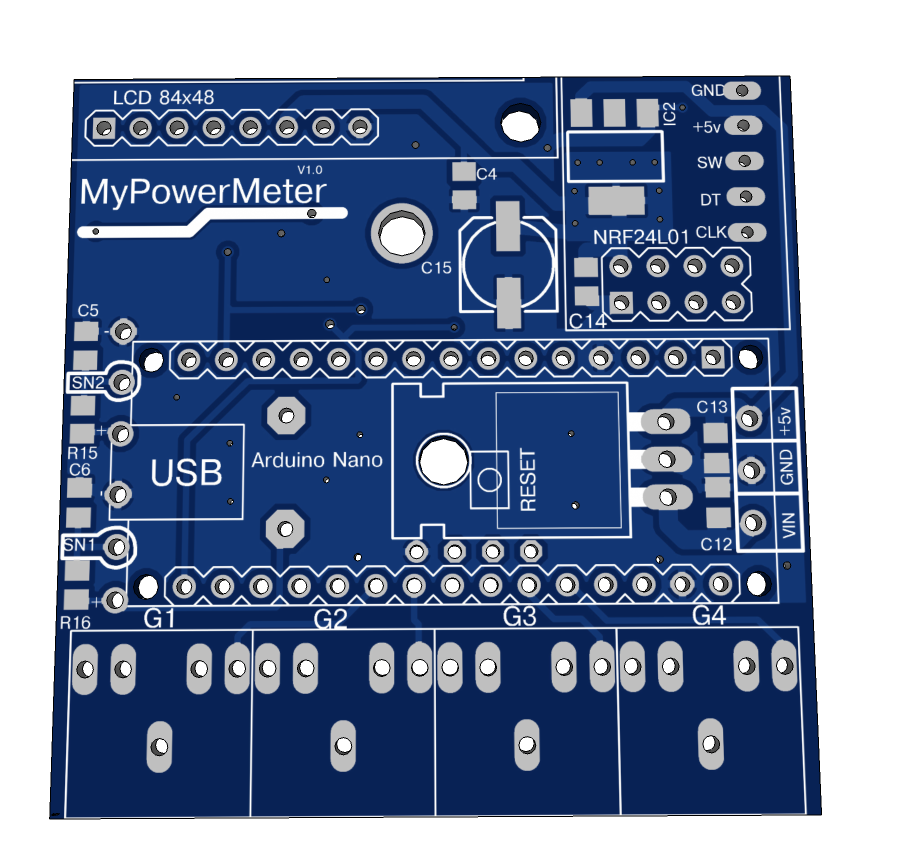 LCD 84x48
GND
IC2
+5v
SW
DT
CLK
V1.0
MyPowerMeter
C4
NRF24L01
C15
C14
C5
-
SN2
+
R15
C6
USB
Arduino Nano
RESET
C13
+5v
GND
VIN
C12
SN1
+
R16
G1 G2 G3 G4